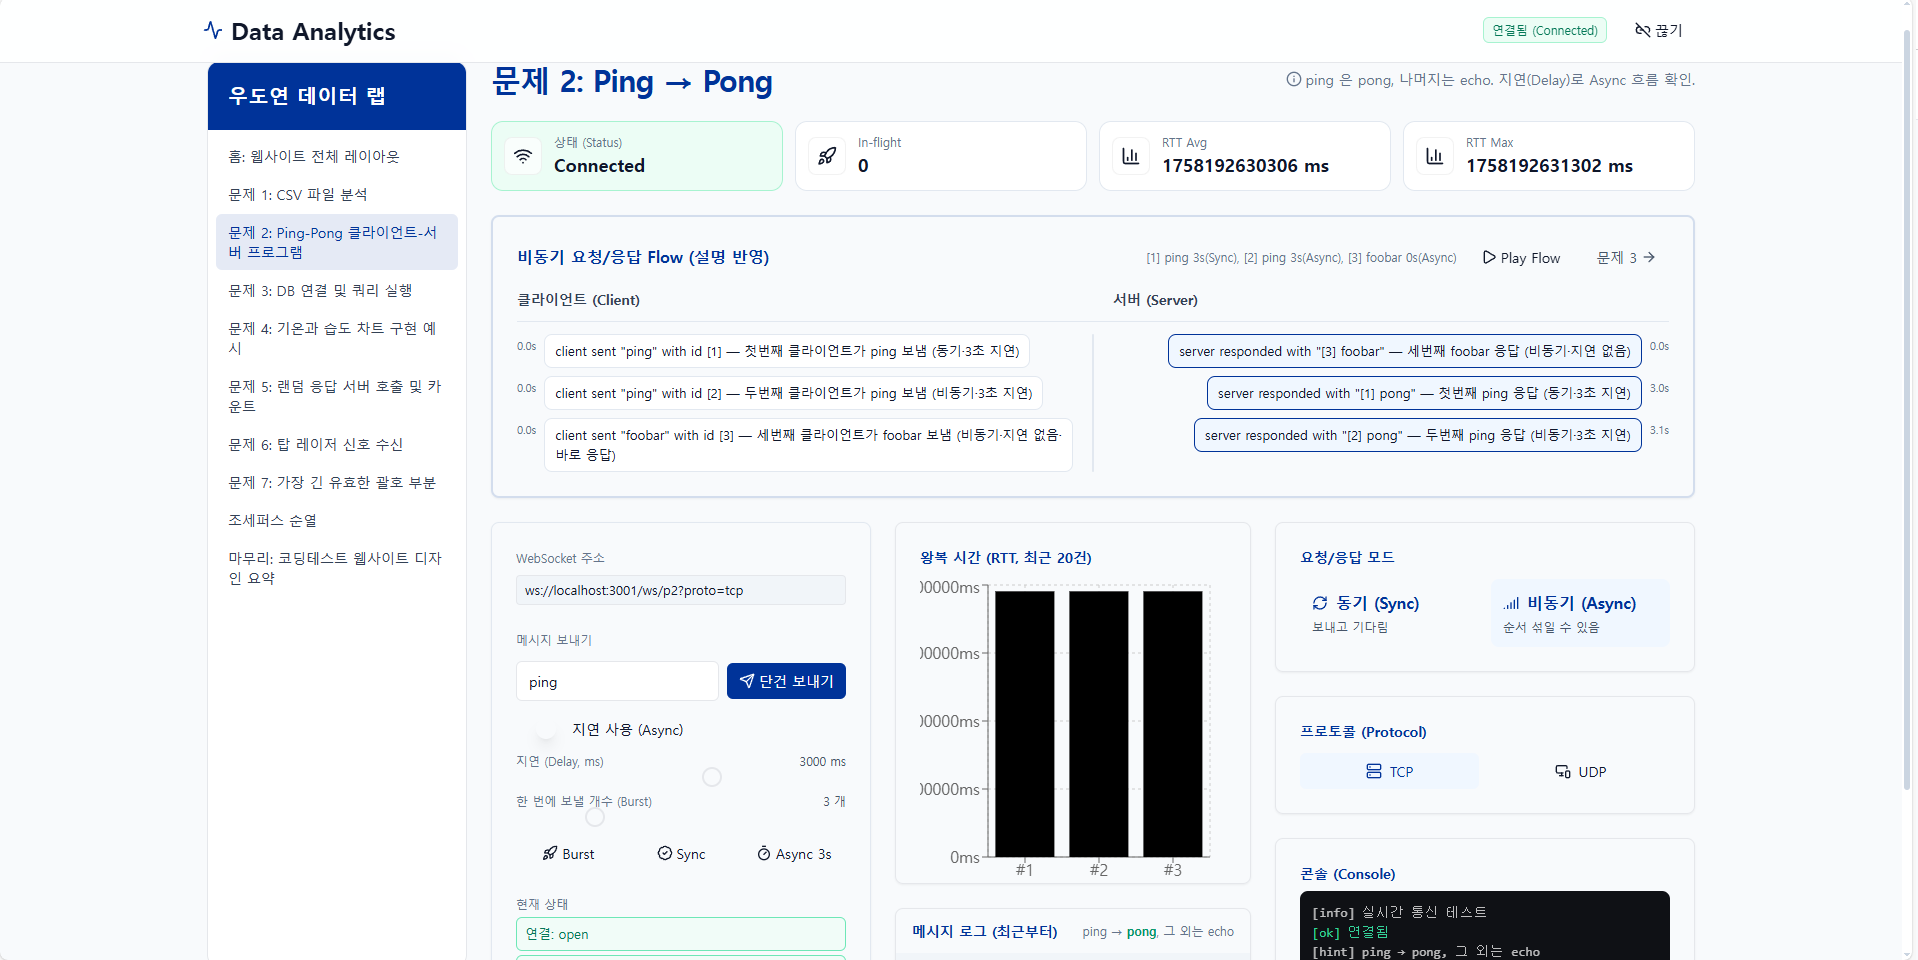 Data Analytics
연결됨 (Connected)
끊기
우도연 데이터 랩
홈: 웹사이트 전체 레이아웃
문제 1: CSV 파일 분석
문제 2: Ping-Pong 클라이언트-서
버 프로그램
문제 3: DB 연결 및 쿼리 실행
문제 4: 기온과 습도 차트 구현 예
시
문제 5: 랜덤 응답 서버 호출 및 카
운트
문제 6: 탑 레이저 신호 수신
문제 7: 가장 긴 유효한 괄호 부분
조세퍼스 순열
마무리: 코딩테스트 웹사이트 디자
인 요약
문제 2: Ping → Pong
ping 은 pong, 나머지는 echo. 지연(Delay)로 Async 흐름 확인.
상태 (Status)
Connected
In-flight
0
RTT Avg
1758192630306 ms
RTT Max
1758192631302 ms
비동기 요청/응답 Flow (설명 반영)
[1] ping 3s(Sync), [2] ping 3s(Async), [3] foobar 0s(Async)
Play Flow
문제 3 →
클라이언트 (Client)
서버 (Server)
0.0s
client sent "ping" with id [1] — 첫번째 클라이언트가 ping 보냄 (동기·3초 지연)
0.0s
client sent "ping" with id [2] — 두번째 클라이언트가 ping 보냄 (비동기·3초 지연)
0.0s
client sent "foobar" with id [3] — 세번째 클라이언트가 foobar 보냄 (비동기·지연 없음·
바로 응답)
server responded with "[3] foobar" — 세번째 foobar 응답 (비동기·지연 없음)
0.0s
server responded with "[1] pong" — 첫번째 ping 응답 (동기·3초 지연)
3.0s
server responded with "[2] pong" — 두번째 ping 응답 (비동기·3초 지연)
3.1s
WebSocket 주소
ws://localhost:3001/ws/p2?proto=tcp
메시지 보내기
ping
단건 보내기
지연 사용 (Async)
지연 (Delay, ms)
3000 ms
한 번에 보낼 개수 (Burst)
3 개
Burst
Sync
Async 3s
현재 상태
연결: open
왕복 시간 (RTT, 최근 20건)
00000ms
00000ms
00000ms
00000ms
0ms
#1
#2
#3
메시지 로그 (최근부터)
ping → pong, 그 외는 echo
요청/응답 모드
동기 (Sync)
보내고 기다림
비동기 (Async)
순서 섞일 수 있음
프로토콜 (Protocol)
TCP
UDP
콘솔 (Console)
[info] 실시간 통신 테스트
[ok] 연결됨
[hint] ping → pong, 그 외는 echo